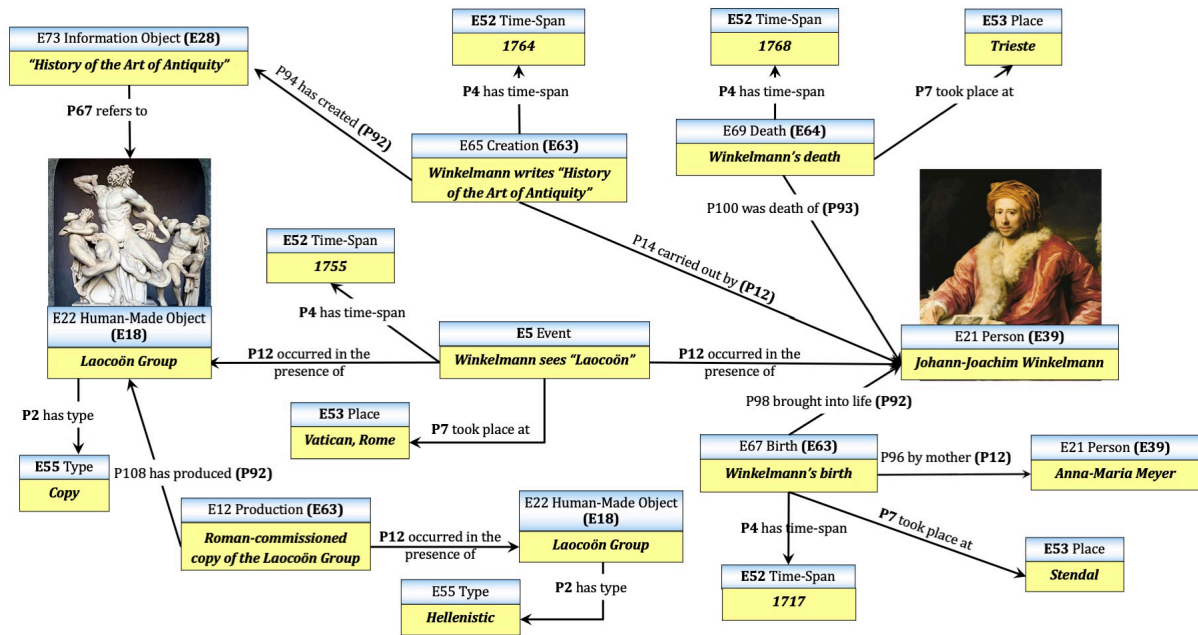 E73 Information Object (E28)
“History of the Art of Antiquity”
P67 refers to
E52 Time-Span
1764
P4 has time-span
P94 has created (P92)
E65 Creation (E63)
Winkelmann writes “History
of the Art of Antiquity”
E52 Time-Span
1768
P4 has time-span
E53 Place
Trieste
P7 took place at
E69 Death (E64)
Winkelmann’s death
P100 was death of (P93)
P14 carried out by (P12)
E52 Time-Span
1755
P4 has time-span
E22 Human-Made Object
(E18)
Laocoön Group
P12 occurred in the
presence of
E5 Event
Winkelmann sees “Laocoön”
P12 occurred in the
presence of
E21 Person (E39)
Johann-Joachim Winkelmann
P2 has type
E55 Type
Copy
E53 Place
Vatican, Rome
P7 took place at
P98 brought into life (P92)
E67 Birth (E63)
Winkelmann’s birth
P96 by mother (P12)
E21 Person (E39)
Anna-Maria Meyer
P108 has produced (P92)
E12 Production (E63)
Roman-commissioned
copy of the Laocoön Group
P12 occurred in the
presence of
E22 Human-Made Object
(E18)
Laocoön Group
P2 has type
E55 Type
Hellenistic
P4 has time-span
E52 Time-Span
1717
P7 took place at
E53 Place
Stendal